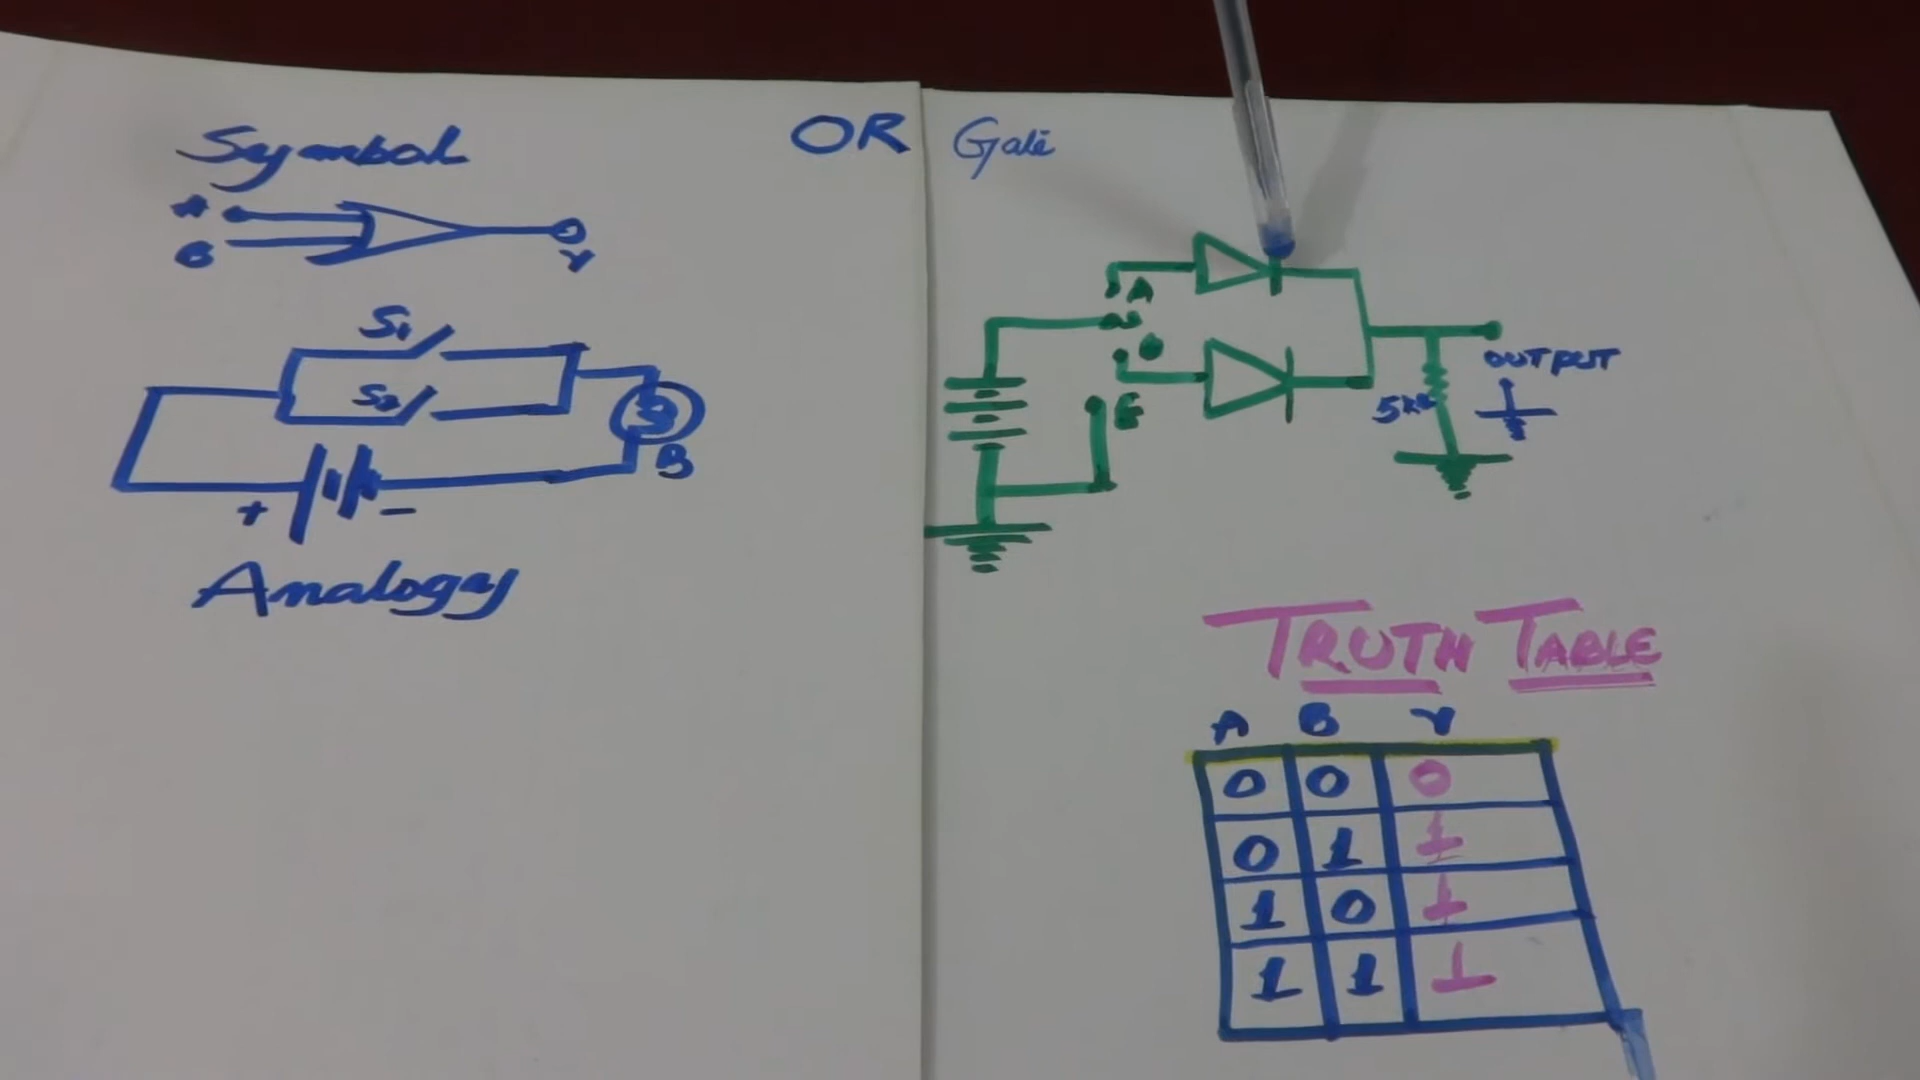 Symbol
OR Gate
A
B
Y
S1
S2
B
+ -
Analogy
A
B
E
OUTPUT
TRUTH TABLE
A B Y
0 0 0
0 1 1
1 0 1
1 1 1